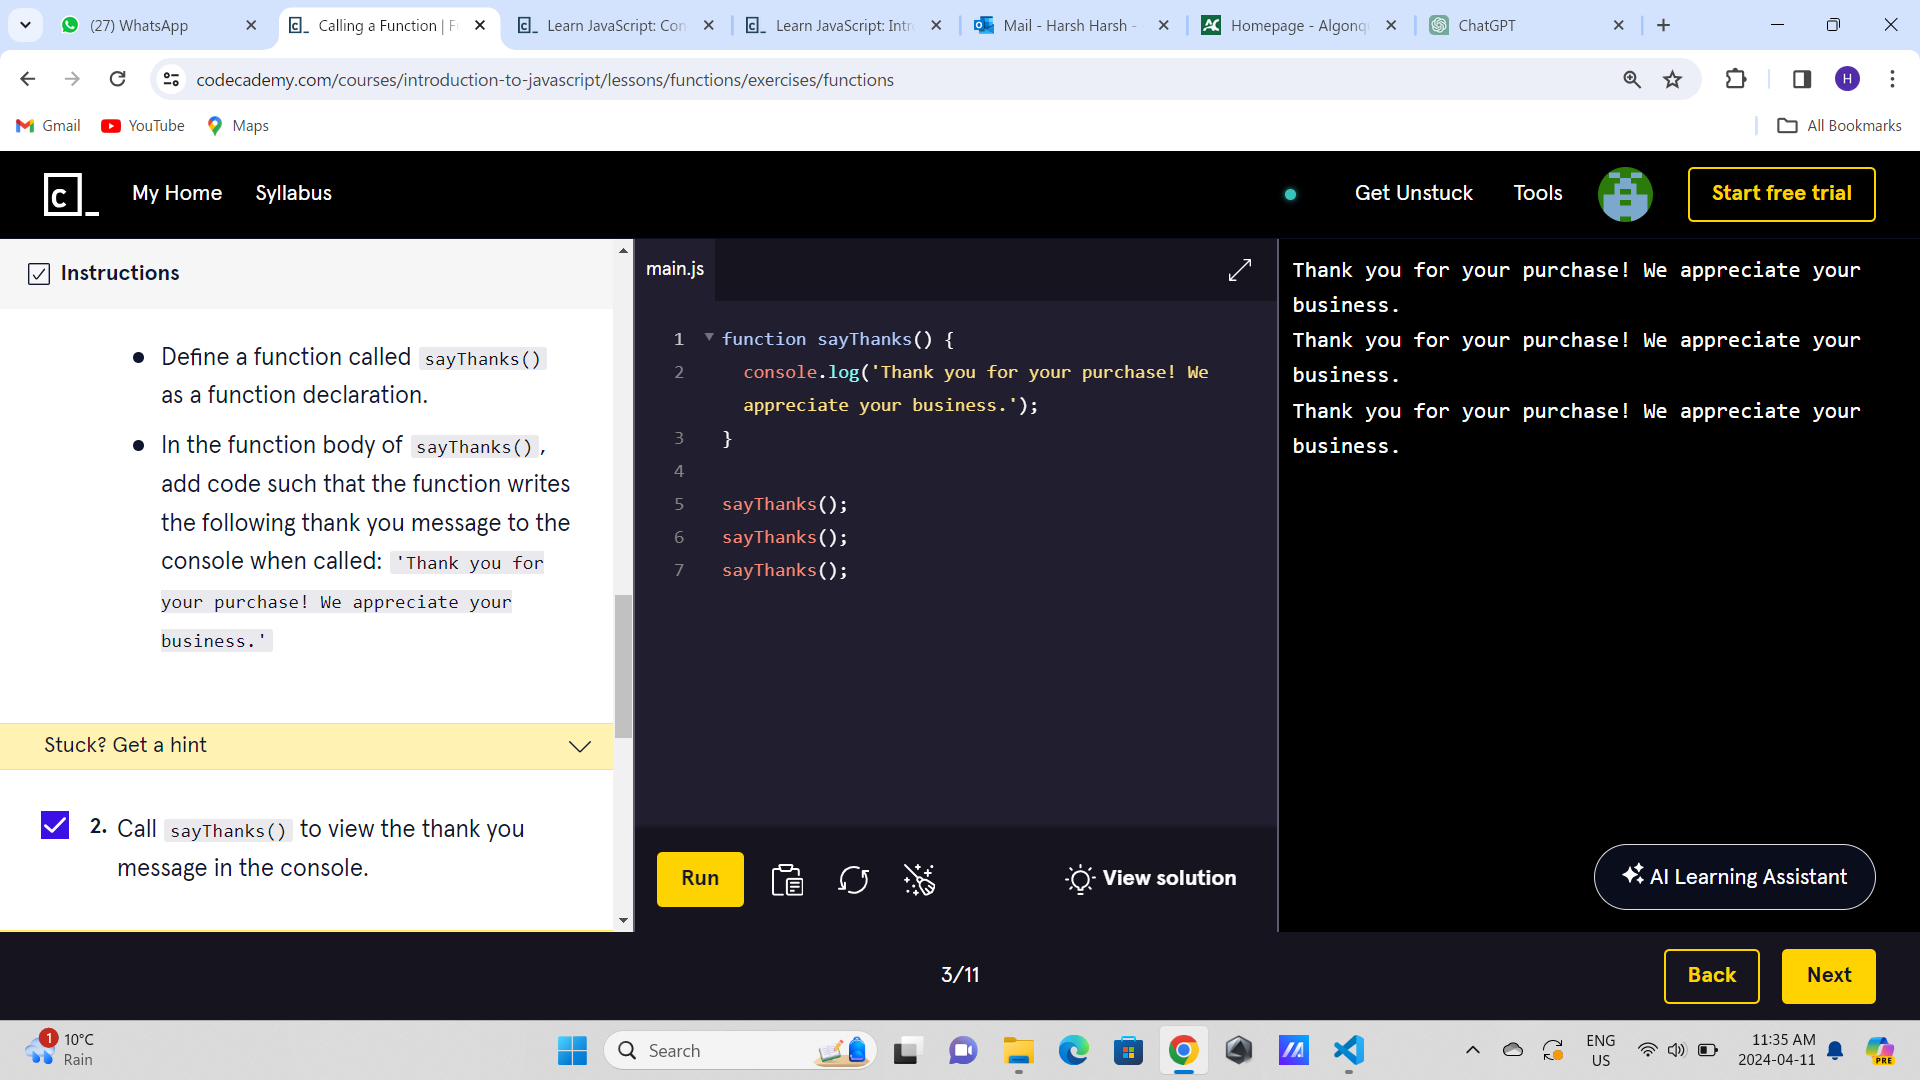 (27) WhatsApp
Calling a Function | F
Learn JavaScript: Con
Learn JavaScript: Intr
Mail - Harsh Harsh -
Homepage - Algonq
ChatGPT
codecademy.com/courses/introduction-to-javascript/lessons/functions/exercises/functions
H
Gmail
YouTube
Maps
All Bookmarks
c_
My Home
Syllabus
Get Unstuck
Tools
Start free trial
Instructions
Define a function called sayThanks()
as a function declaration.
In the function body of sayThanks(),
add code such that the function writes
the following thank you message to the
console when called: 'Thank you for
your purchase! We appreciate your
business.'
Stuck? Get a hint
2. Call sayThanks() to view the thank you
message in the console.
main.js
1 function sayThanks() {
2 console.log('Thank you for your purchase! We
appreciate your business.');
3 }
4
5 sayThanks();
6 sayThanks();
7 sayThanks();
Run
View solution
Thank you for your purchase! We appreciate your
business.
Thank you for your purchase! We appreciate your
business.
Thank you for your purchase! We appreciate your
business.
AI Learning Assistant
3/11
Back
Next
1
10°C
Rain
Search
ENG
US
11:35 AM
2024-04-11
PRE